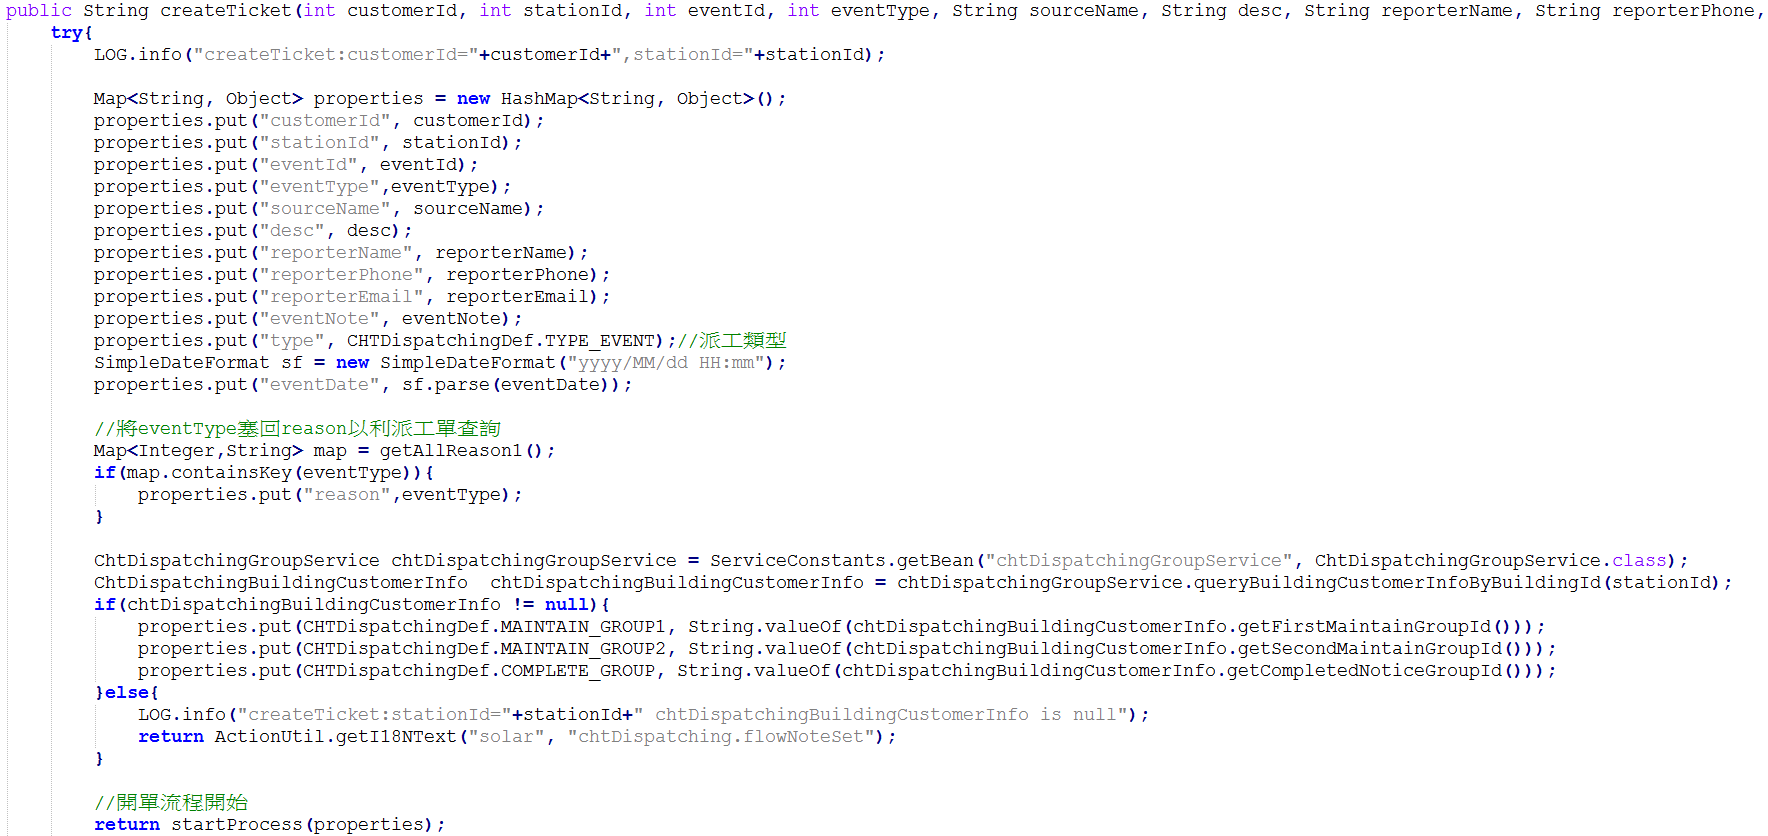 public String createTicket(int customerId, int stationId, int eventId, int eventType, String sourceName, String desc, String reporterName, String reporterPhone,
try{
LOG.info("createTicket:customerId="+customerId+",stationId="+stationId);
Map<String, Object> properties = new HashMap<String, Object>();
properties.put("customerId", customerId);
properties.put("stationId", stationId);
properties.put("eventId", eventId);
properties.put("eventType",eventType);
properties.put("sourceName", sourceName);
properties.put("desc", desc);
properties.put("reporterName", reporterName);
properties.put("reporterPhone", reporterPhone);
properties.put("reporterEmail", reporterEmail);
properties.put("eventNote", eventNote);
properties.put("type", CHTDispatchingDef.TYPE_EVENT);//派工類型
SimpleDateFormat sf = new SimpleDateFormat("yyyy/MM/dd HH:mm");
properties.put("eventDate", sf.parse(eventDate));
//將eventType塞回reason以利派工單查詢
Map<Integer,String> map = getAllReason1();
if(map.containsKey(eventType)){
properties.put("reason",eventType);
}
ChtDispatchingGroupService chtDispatchingGroupService = ServiceConstants.getBean("chtDispatchingGroupService", ChtDispatchingGroupService.class);
ChtDispatchingBuildingCustomerInfo  chtDispatchingBuildingCustomerInfo = chtDispatchingGroupService.queryBuildingCustomerInfoByBuildingId(stationId);
if(chtDispatchingBuildingCustomerInfo != null){
properties.put(CHTDispatchingDef.MAINTAIN_GROUP1, String.valueOf(chtDispatchingBuildingCustomerInfo.getFirstMaintainGroupId()));
properties.put(CHTDispatchingDef.MAINTAIN_GROUP2, String.valueOf(chtDispatchingBuildingCustomerInfo.getSecondMaintainGroupId()));
properties.put(CHTDispatchingDef.COMPLETE_GROUP, String.valueOf(chtDispatchingBuildingCustomerInfo.getCompletedNoticeGroupId()));
}else{
LOG.info("createTicket:stationId="+stationId+" chtDispatchingBuildingCustomerInfo is null");
return ActionUtil.getI18NText("solar", "chtDispatching.flowNoteSet");
}
//開單流程開始
return startProcess(properties);